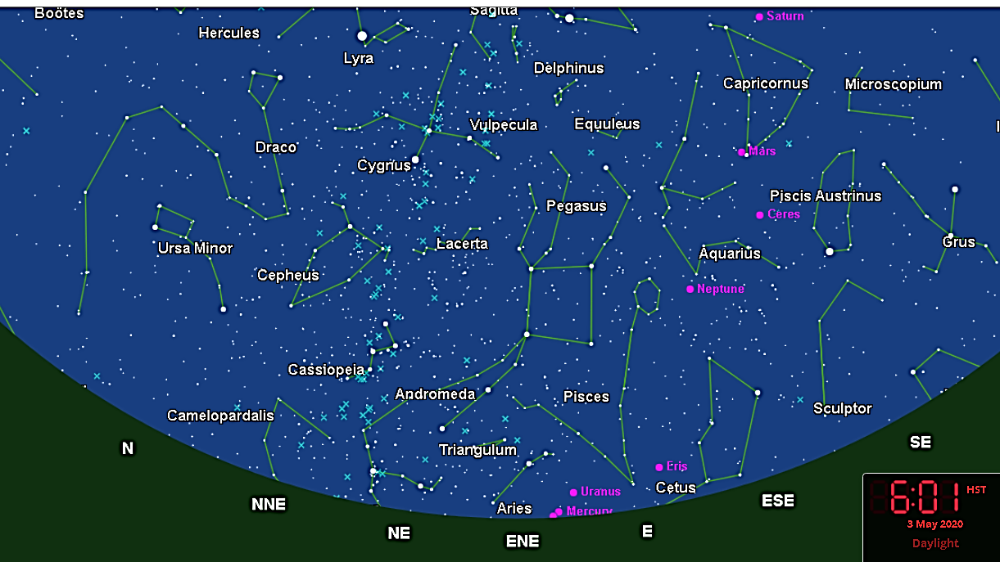 Boötes
Sagitta
Saturn
Hercules
Lyra
Delphinus
Capricornus
Microscopium
Vulpecula
Equuleus
Draco
Mars
Cygnus
Piscis Austrinus
Pegasus
Ceres
Ursa Minor
Lacerta
Grus
Aquarius
Cepheus
Neptune
Cassiopeia
Andromeda
Pisces
Sculptor
Camelopardalis
N
SE
Triangulum
Eris
Cetus
Uranus
Mercury
Aries
NNE
ESE
NE
ENE
E
6:01 HST
3 May 2020
Daylight